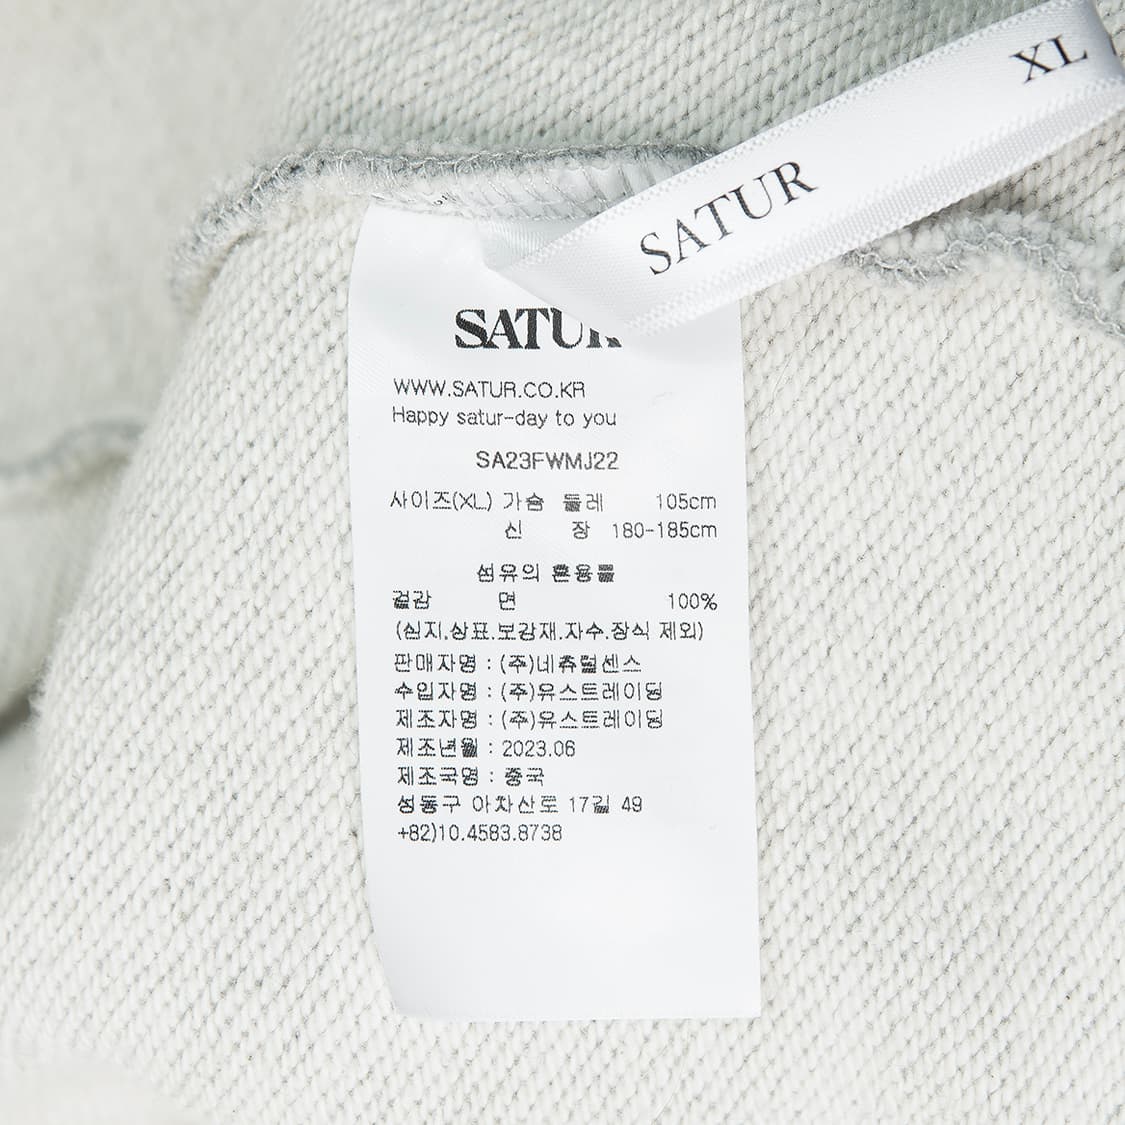 XL
SATUR
SATUR
WWW.SATUR.CO.KR
Happy satur-day to you
SA23FWMJ22
사이즈(XL) 가슴 둘레 105cm
신 장 180-185cm
섬유의 혼용률
겉감 면 100%
(심지.상표.보강재.자수.장식 제외)
판매자명 : (주)네츄럴센스
수입자명 : (주)유스트레이딩
제조자명 : (주)유스트레이딩
제조년월 : 2023.06
제조국명 : 중국
성동구 아차산로 17길 49
+82)10.4583.8738